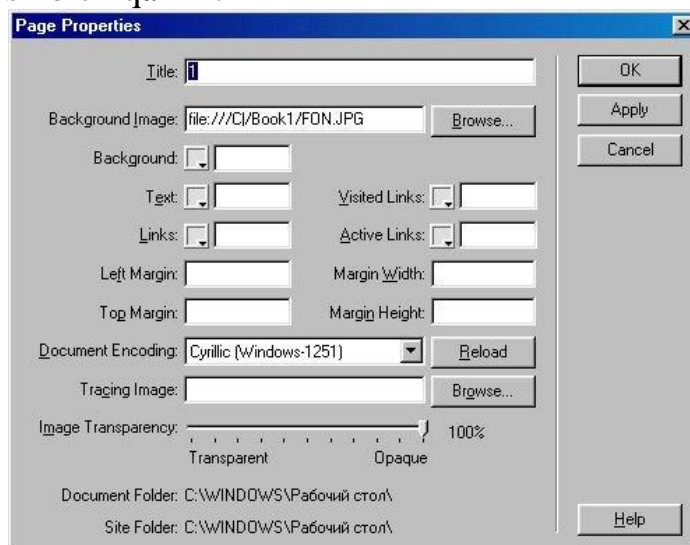 Page Properties
Title: 1
OK
Background Image: file:///C|/Book1/FON.JPG Browse...
Apply
Background:
Cancel
Text: Visited Links:
Links: Active Links:
Left Margin: Margin Width:
Top Margin: Margin Height:
Document Encoding: Cyrillic (Windows-1251) Reload
Tracing Image: Browse...
Image Transparency: 100%
Transparent Opaque
Document Folder: C:\WINDOWS\Рабочий стол\
Site Folder: C:\WINDOWS\Рабочий стол\
Help